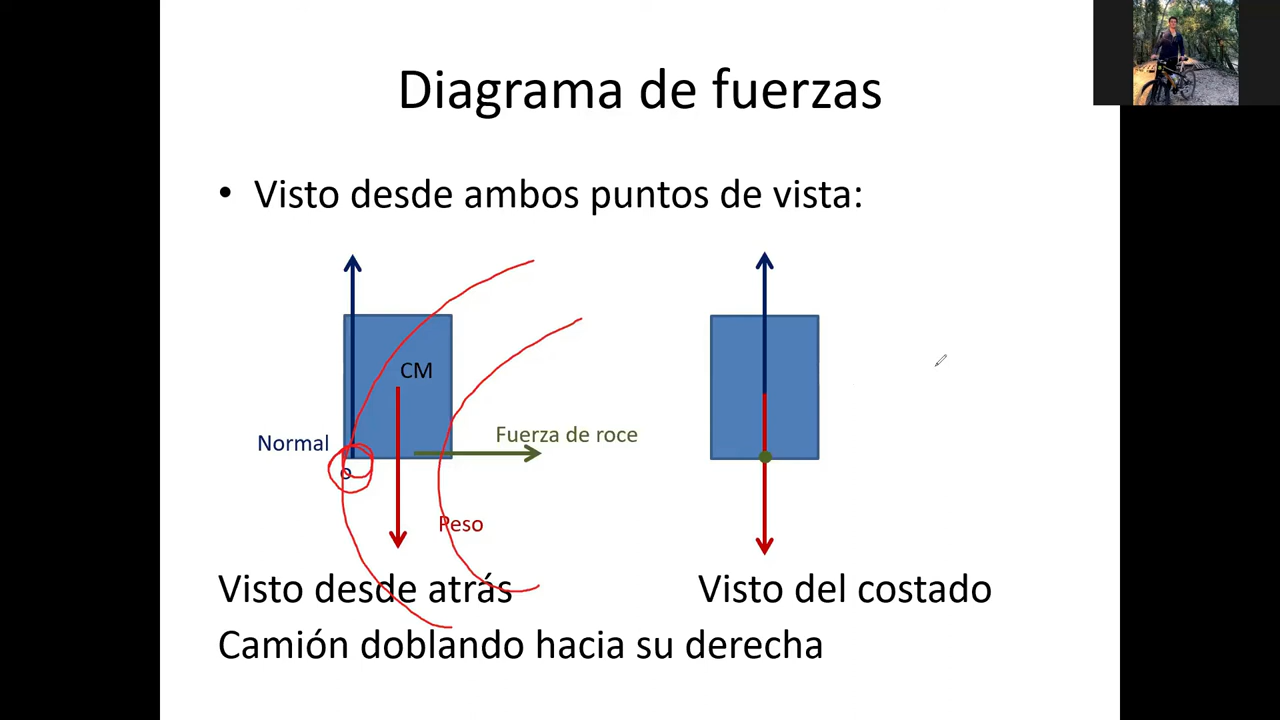 Diagrama de fuerzas
• Visto desde ambos puntos de vista:
CM
Fuerza de roce
Normal
o
Peso
Visto desde atrás
Visto del costado
Camión doblando hacia su derecha